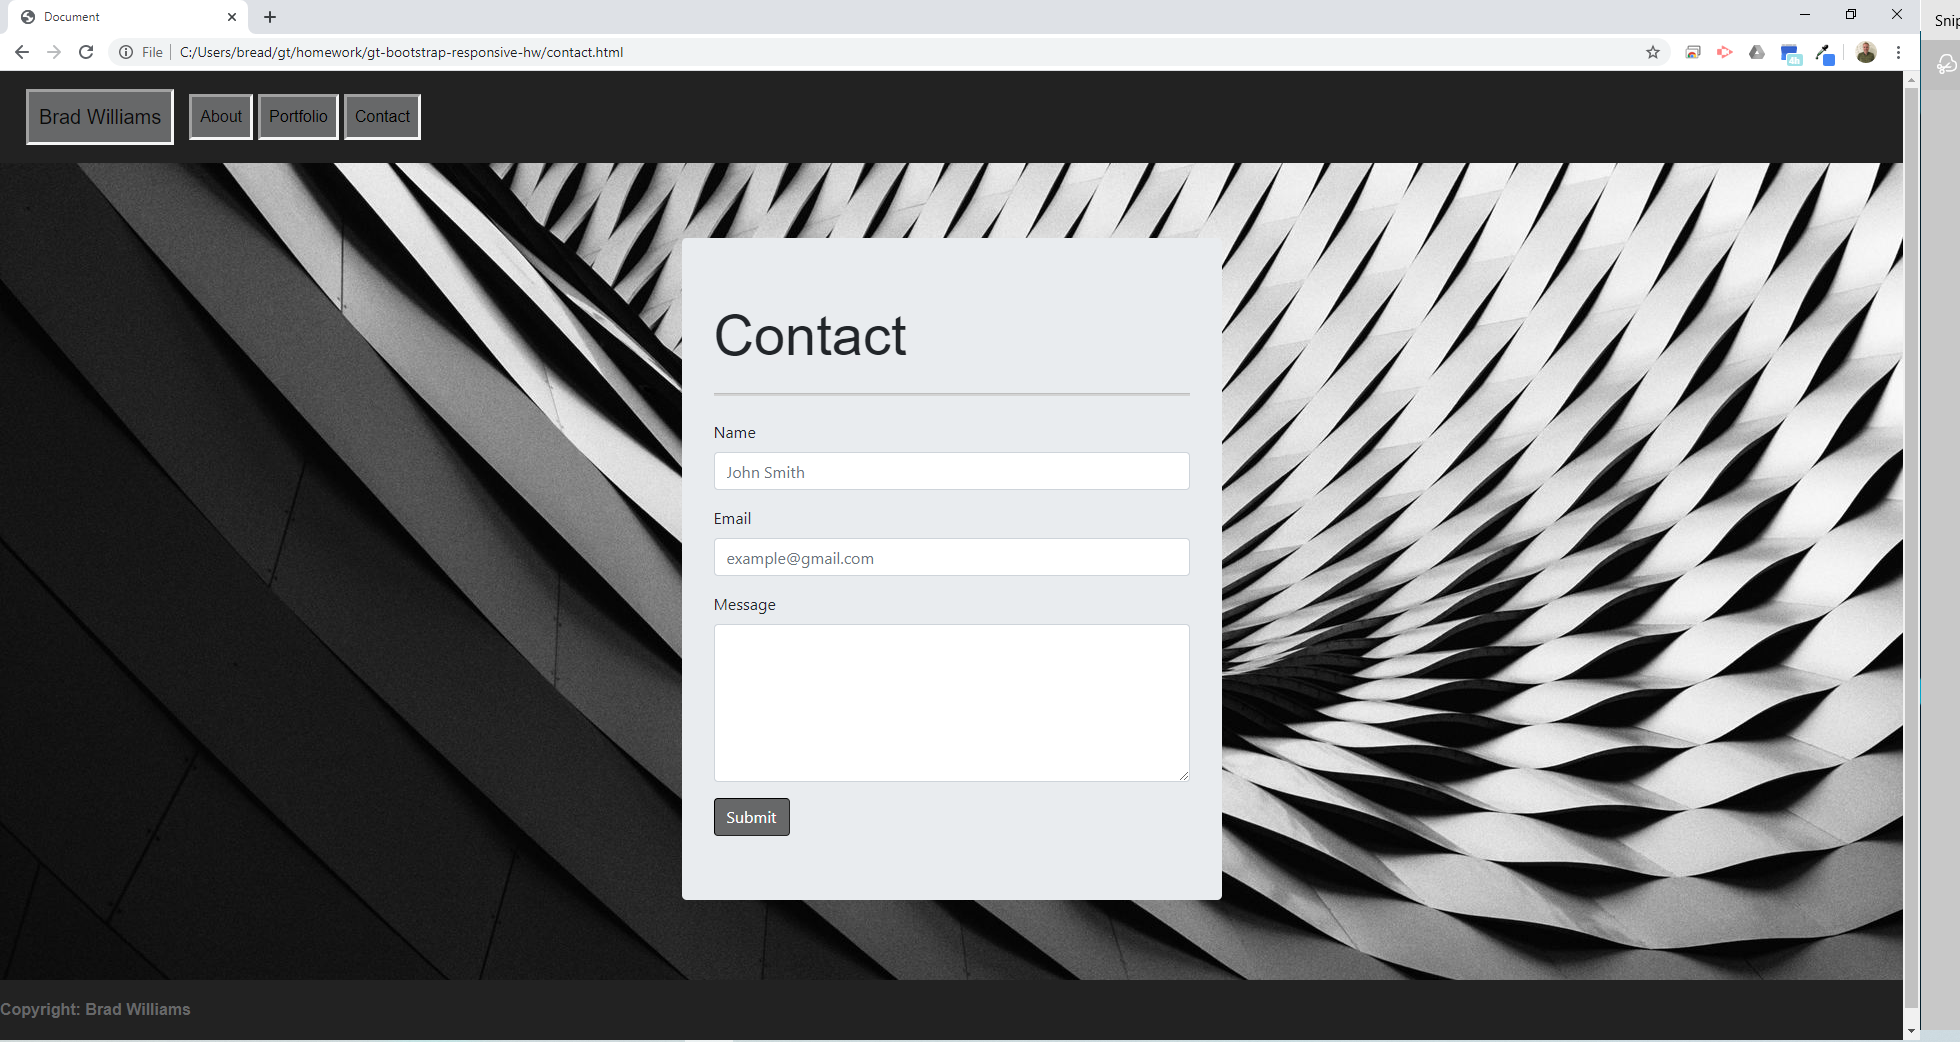 Document
Snip
File C:/Users/bread/gt/homework/gt-bootstrap-responsive-hw/contact.html
4h
Brad Williams About Portfolio Contact
Contact
Name
John Smith
Email
example@gmail.com
Message
Submit
Copyright: Brad Williams